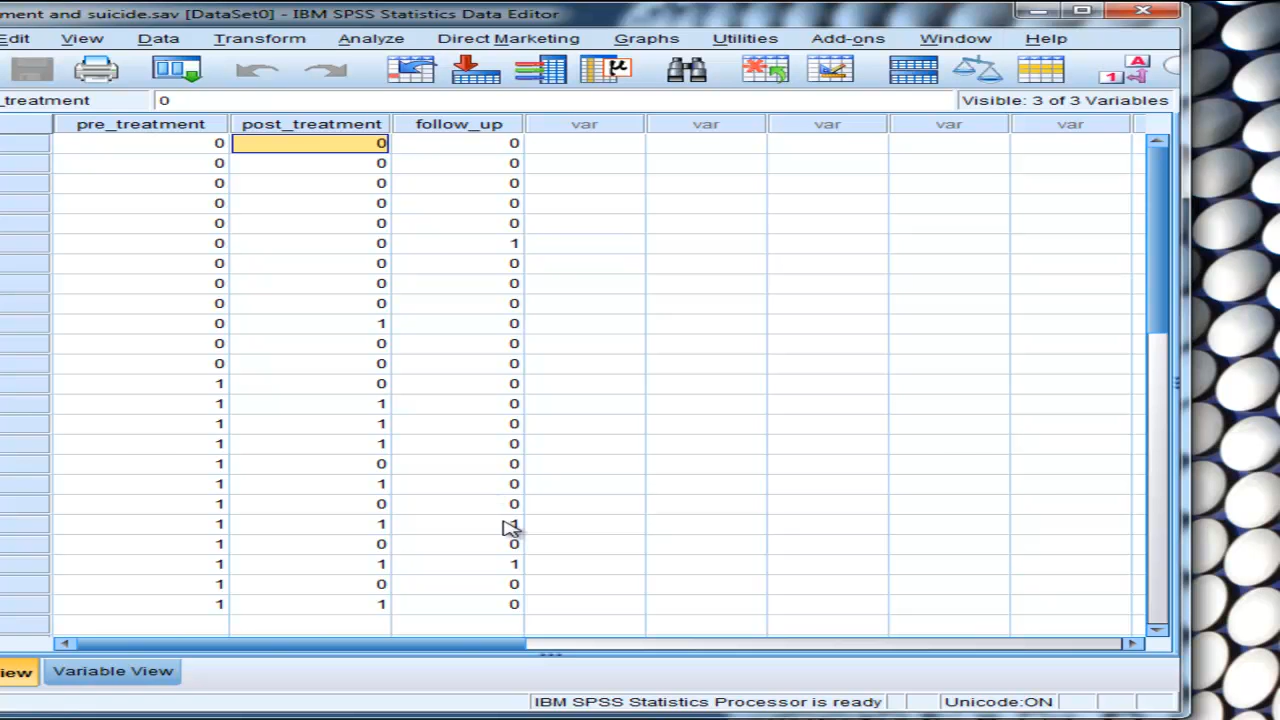 ment and suicide.sav [DataSet0] - IBM SPSS Statistics Data Editor
Edit View Data Transform Analyze Direct Marketing Graphs Utilities Add-ons Window Help
_treatment 0 Visible: 3 of 3 Variables
pre_treatment post_treatment follow_up var var var var var
0 0 0
0 0 0
0 0 0
0 0 0
0 0 0
0 0 1
0 0 0
0 0 0
0 0 0
0 1 0
0 0 0
0 0 0
1 0 0
1 1 0
1 1 0
1 1 0
1 0 0
1 1 0
1 0 0
1 1 1
1 0 0
1 1 1
1 0 0
1 1 0
iew Variable View
IBM SPSS Statistics Processor is ready Unicode:ON